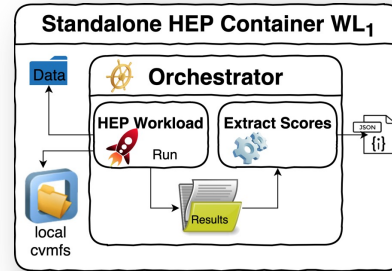 Standalone HEP Container WL1
Data
Orchestrator
HEP Workload
Run
Extract Scores
JSON
{i}
Results
local
cvmfs